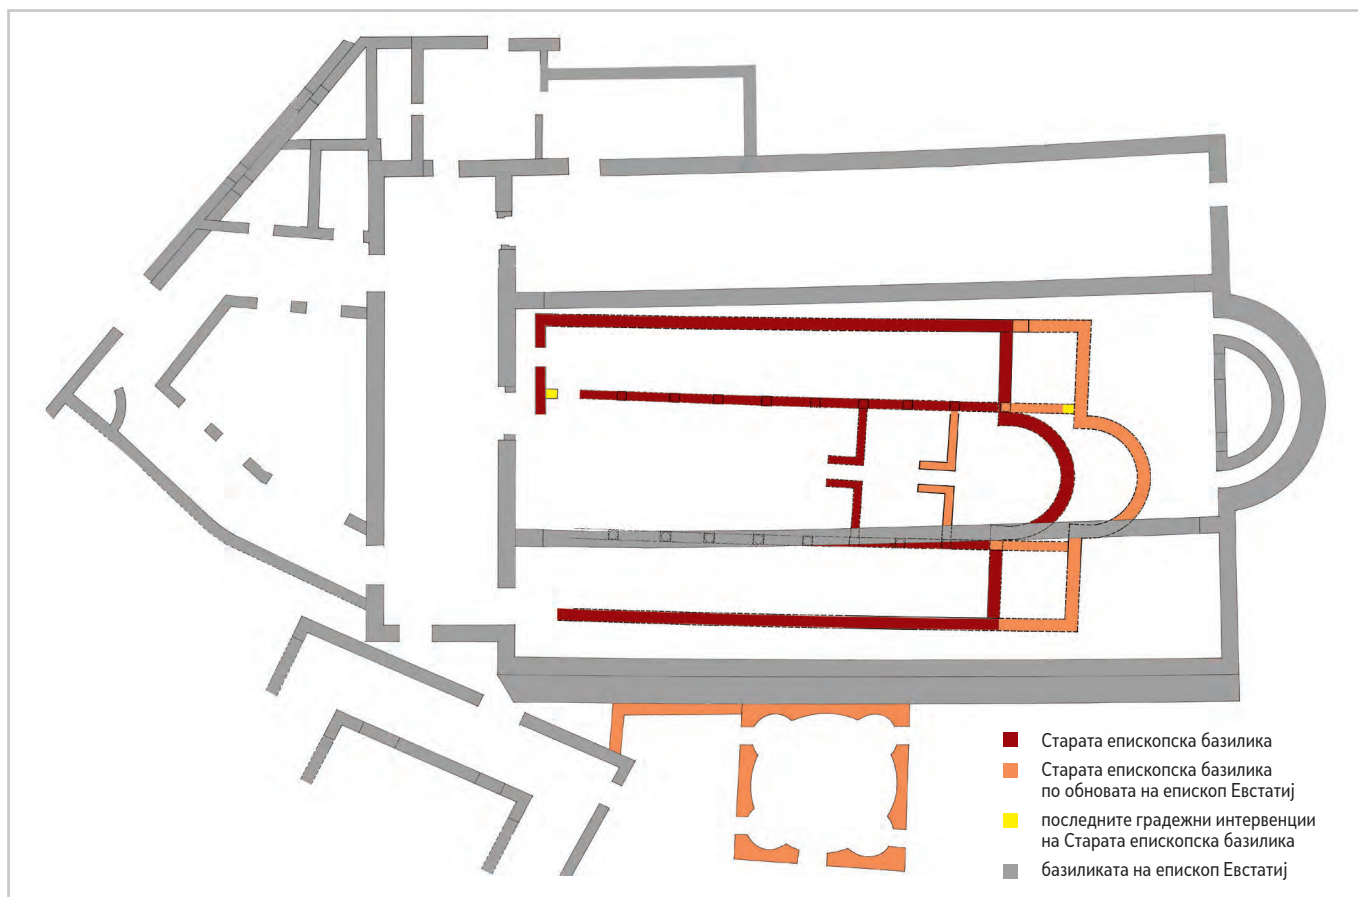 Старата епископска базилика
Старата епископска базилика
по обновата на епископ Евстатиј
последните градежни интервенции
на Старата епископска базилика
базиликата на епископ Евстатиј